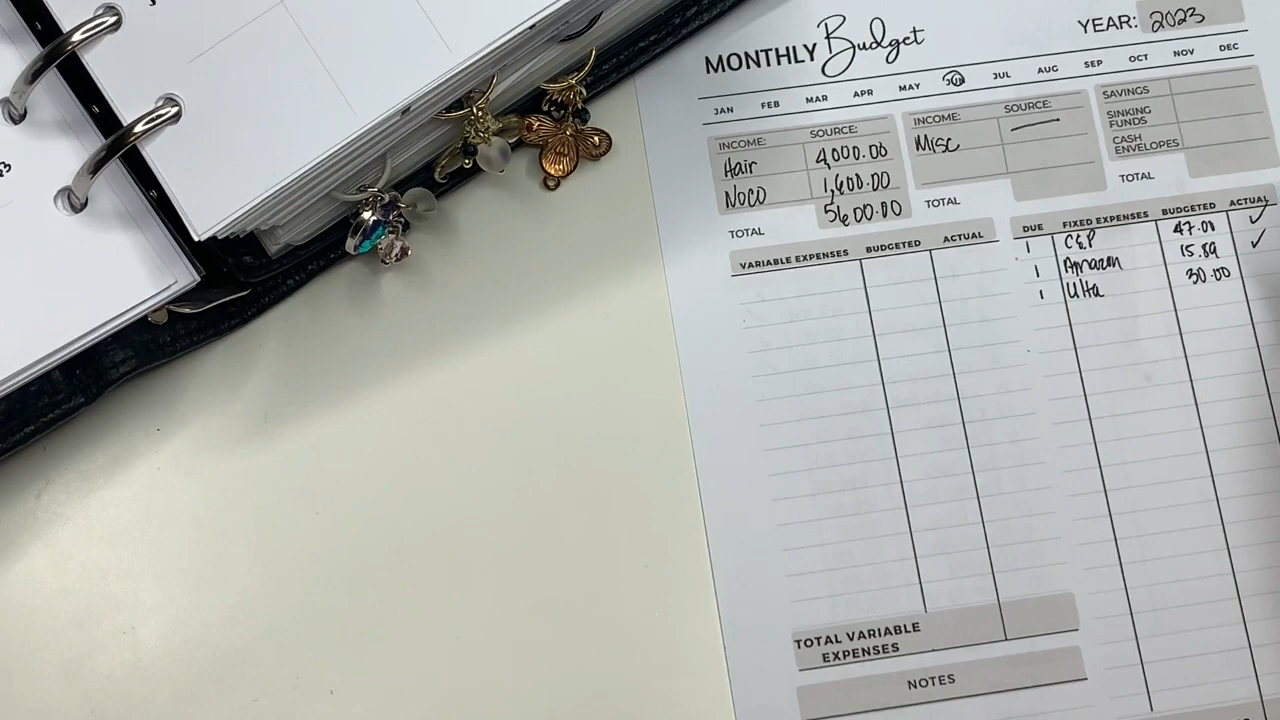 MONTHLY Budget
YEAR: 2023
JAN FEB MAR APR MAY JUN JUL AUG SEP OCT NOV DEC
INCOME: SOURCE:
Hair 4,000.00
NoCo 1,600.00
TOTAL 5600.00
INCOME: SOURCE:
Misc —
TOTAL
SAVINGS
SINKING FUNDS
CASH ENVELOPES
TOTAL
VARIABLE EXPENSES BUDGETED ACTUAL
TOTAL VARIABLE
EXPENSES
NOTES
DUE FIXED EXPENSES BUDGETED ACTUAL
1 C&P 47.00 ✓
1 Amazon 15.89 ✓
1 Ulta 30.00